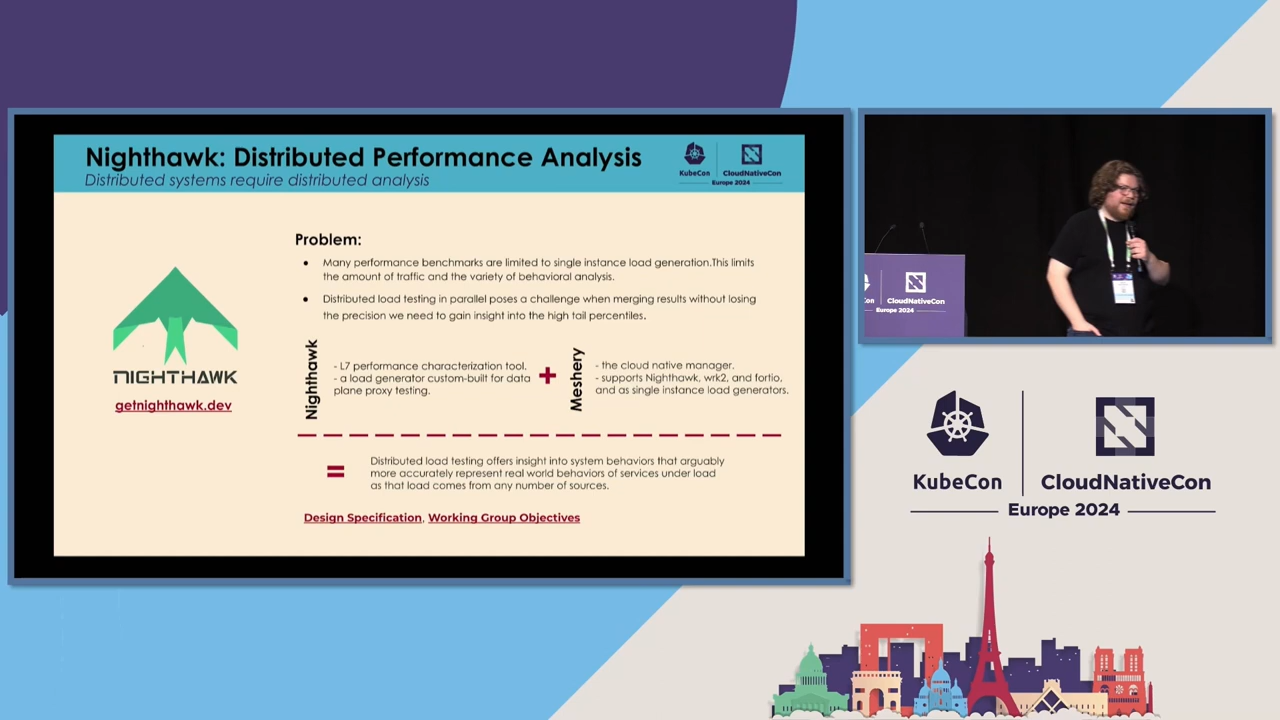 Nighthawk: Distributed Performance Analysis
Distributed systems require distributed analysis
KubeCon
CloudNativeCon
Europe 2024
Problem:
● Many performance benchmarks are limited to single instance load generation.This limits
the amount of traffic and the variety of behavioral analysis.
● Distributed load testing in parallel poses a challenge when merging results without losing
the precision we need to gain insight into the high tail percentiles.
NIGHTHAWK
getnighthawk.dev
Nighthawk
- L7 performance characterization tool.
- a load generator custom-built for data
plane proxy testing.
+
Meshery
- the cloud native manager.
- supports Nighthawk, wrk2, and fortio,
and as single instance load generators.
=
Distributed load testing offers insight into system behaviors that arguably
more accurately represent real world behaviors of services under load
as that load comes from any number of sources.
Design Specification, Working Group Objectives
CloudNativeCon
Europe 2024
KubeCon
CloudNativeCon
Europe 2024